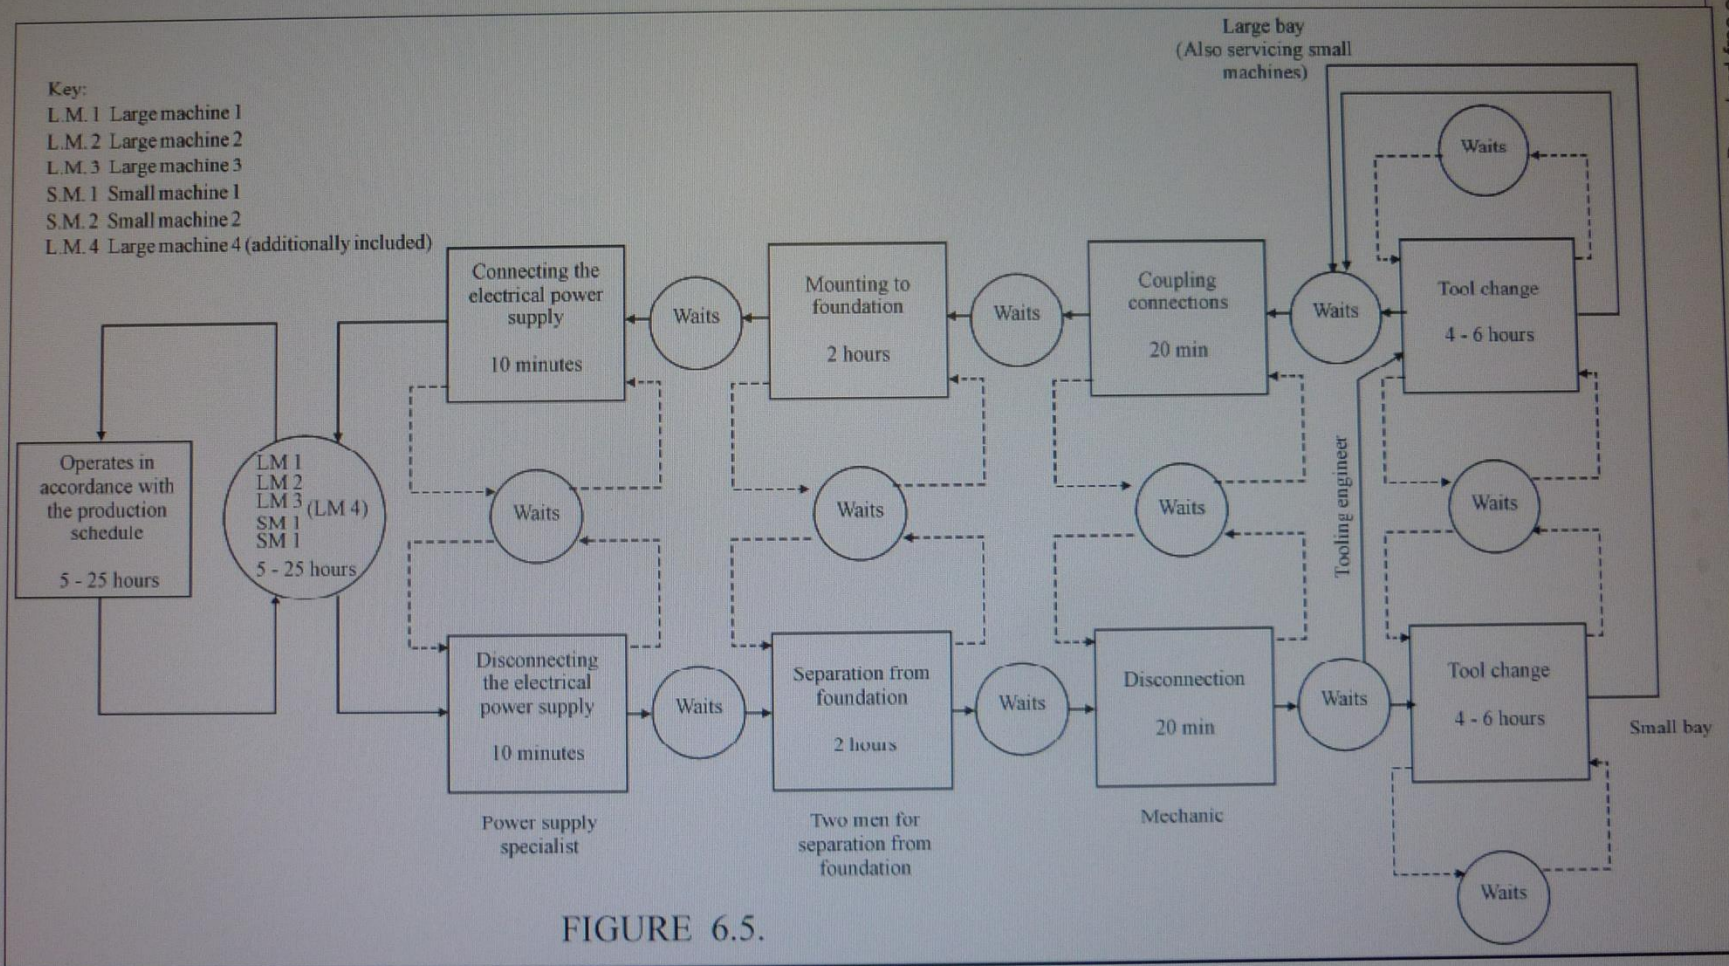 Large bay
(Also servicing small
machines)
Key:
L.M. 1 Large machine 1
L.M. 2 Large machine 2
L.M. 3 Large machine 3
S.M. 1 Small machine 1
S.M. 2 Small machine 2
L.M. 4 Large machine 4 (additionally included)
Waits
Connecting the
electrical power
supply
10 minutes
Waits
Mounting to
foundation
2 hours
Waits
Coupling
connections
20 min
Waits
Tool change
4 - 6 hours
Operates in
accordance with
the production
schedule
5 - 25 hours
LM 1
LM 2
LM 3 (LM 4)
SM 1
SM 1
5 - 25 hours
Waits
Waits
Waits
Tooling engineer
Waits
Disconnecting
the electrical
power supply
10 minutes
Waits
Separation from
foundation
2 hours
Waits
Disconnection
20 min
Waits
Tool change
4 - 6 hours
Small bay
Power supply
specialist
Two men for
separation from
foundation
Mechanic
Waits
FIGURE 6.5.